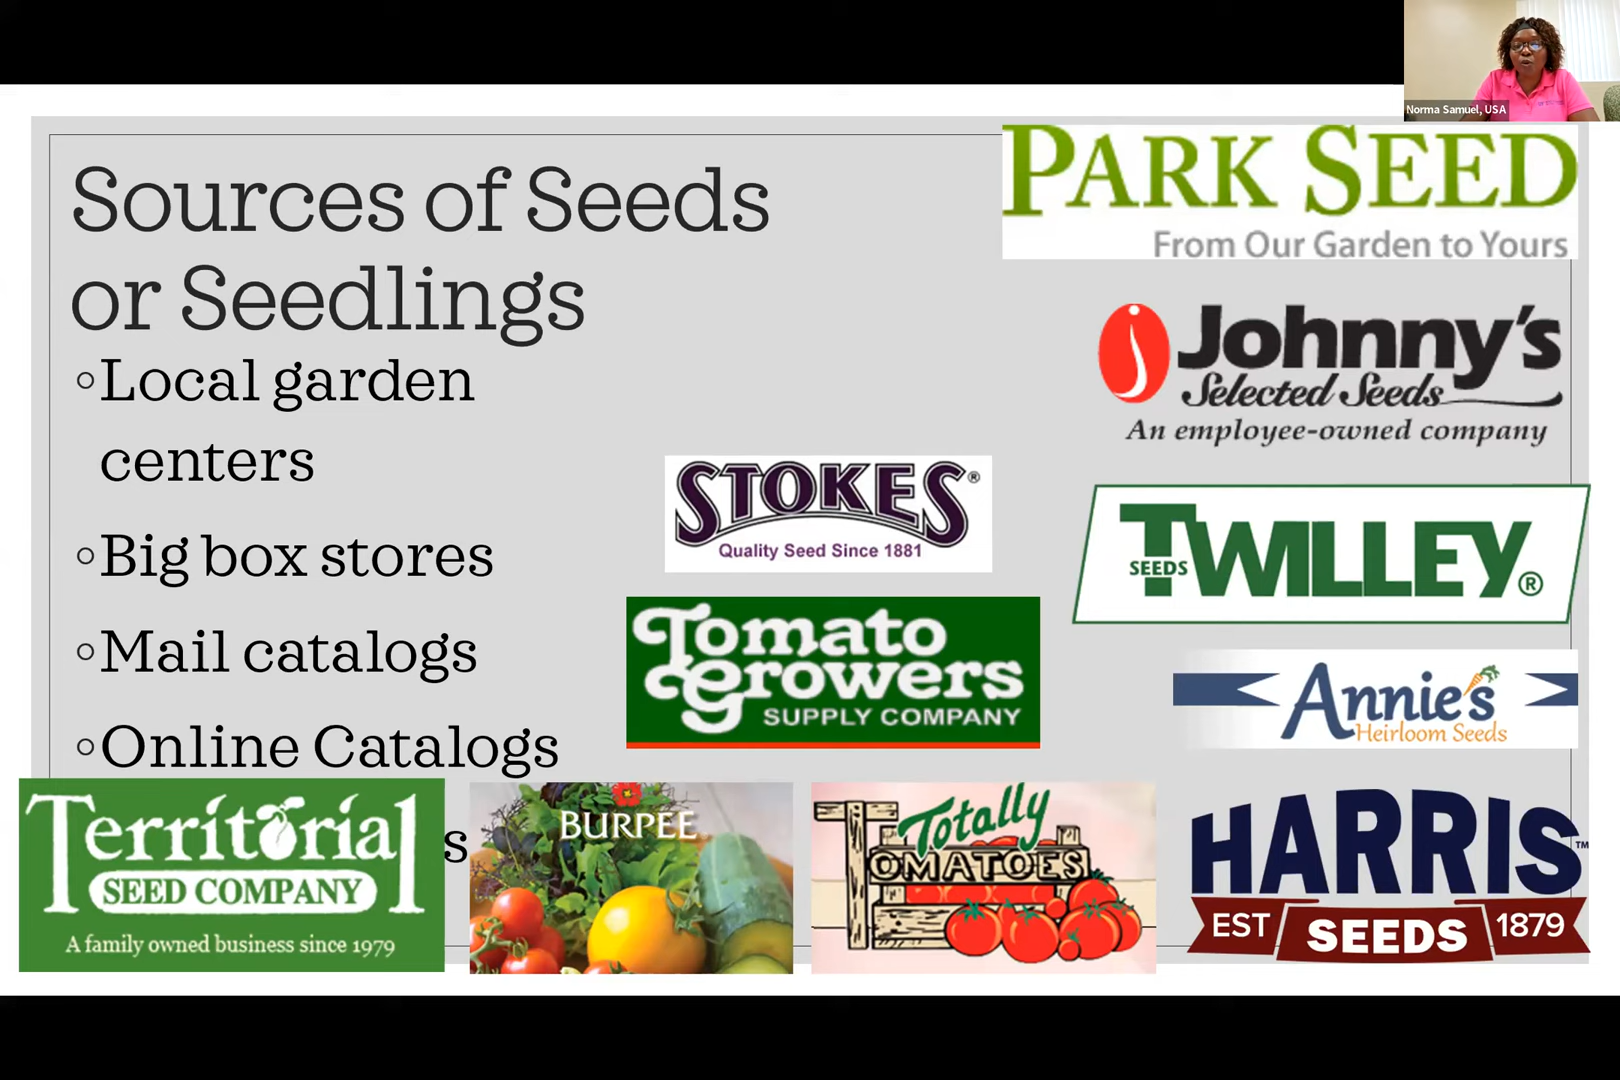 Norma Samuel, USA
Sources of Seeds
or Seedlings
◦Local garden
centers
◦Big box stores
◦Mail catalogs
◦Online Catalogs
s
PARK SEED
From Our Garden to Yours
Johnny's
Selected Seeds
An employee-owned company
STOKES®
Quality Seed Since 1881
TWILLEY®
SEEDS
Tomato
Growers
SUPPLY COMPANY
Annie's
Heirloom Seeds
Territorial
SEED COMPANY
A family owned business since 1979
BURPEE
Totally
TOMATOES
HARRIS™
EST SEEDS 1879